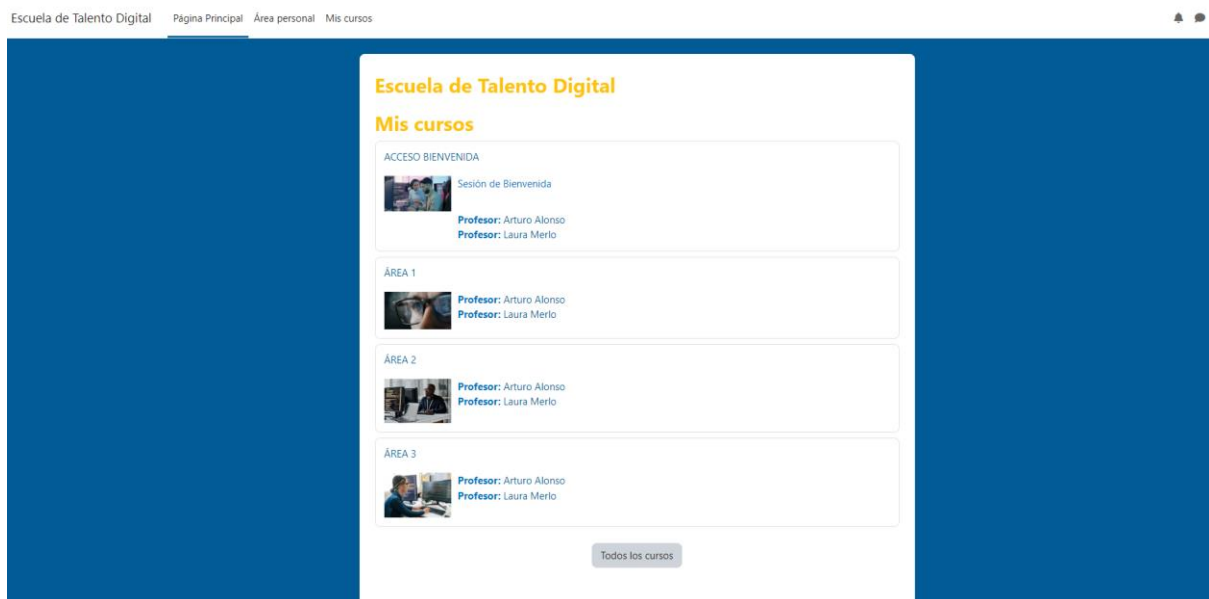 Escuela de Talento Digital Página Principal Área personal Mis cursos
Escuela de Talento Digital
Mis cursos
ACCESO BIENVENIDA
Sesión de Bienvenida
Profesor: Arturo Alonso
Profesor: Laura Merlo
ÁREA 1
Profesor: Arturo Alonso
Profesor: Laura Merlo
ÁREA 2
Profesor: Arturo Alonso
Profesor: Laura Merlo
ÁREA 3
Profesor: Arturo Alonso
Profesor: Laura Merlo
Todos los cursos